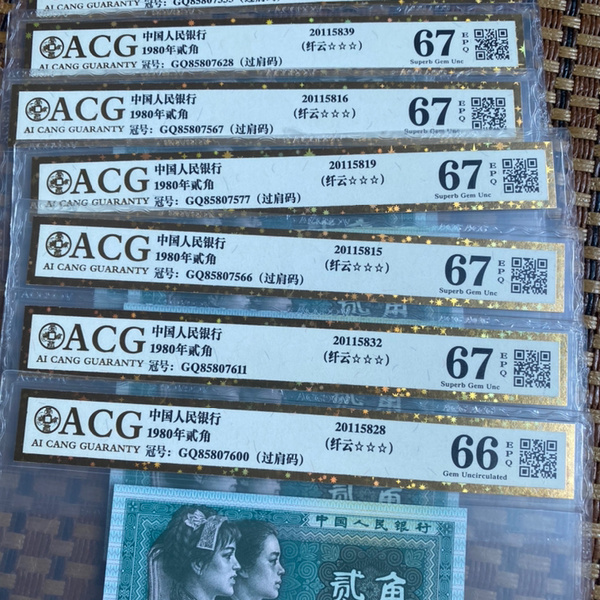 GQ85807555 (过肩码)
AI CANG GUARANTY
ACG
中国人民银行
1980年贰角
冠号: GQ85807628 (过肩码)
20115839
(纤云☆☆☆)
67
EPQ
Superb Gem Unc
AI CANG GUARANTY
ACG
中国人民银行
1980年贰角
冠号: GQ85807567 (过肩码)
20115816
(纤云☆☆☆)
67
EPQ
Superb Gem Unc
AI CANG GUARANTY
ACG
中国人民银行
1980年贰角
冠号: GQ85807577 (过肩码)
20115819
(纤云☆☆☆)
67
EPQ
Superb Gem Unc
AI CANG GUARANTY
ACG
中国人民银行
1980年贰角
冠号: GQ85807566 (过肩码)
20115815
(纤云☆☆☆)
67
EPQ
Superb Gem Unc
贰角
ACG
AI CANG GUARANTY
中国人民银行
1980年贰角
冠号: GQ85807611
20115832
(纤云☆☆☆)
67
EPQ
Superb Gem Unc
ACG
AI CANG GUARANTY
中国人民银行
1980年贰角
冠号: GQ85807600 (过肩码)
20115828
(纤云☆☆☆)
66
EPQ
Gem Uncirculated
贰角
中国人民银行
贰角